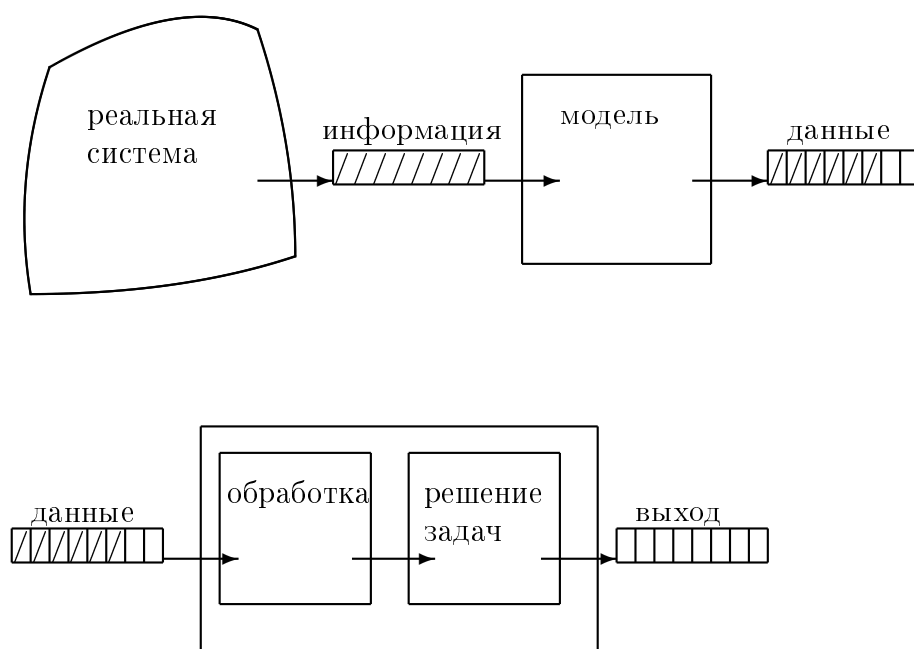 реальная
система
информация
модель
данные
данные
обработка
решение
задач
выход